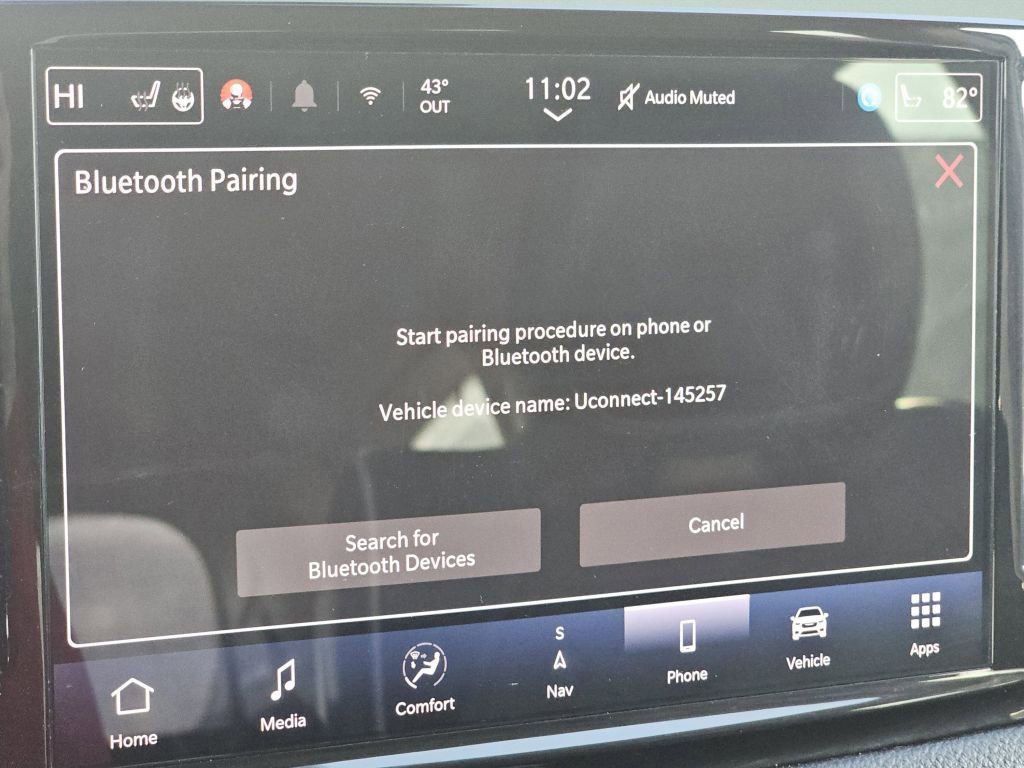 HI
43°
OUT
11:02
Audio Muted
82°
Bluetooth Pairing
Start pairing procedure on phone or
Bluetooth device.
Vehicle device name: Uconnect-145257
Search for
Bluetooth Devices
Cancel
Home
Media
Comfort
S
Nav
Phone
Vehicle
Apps